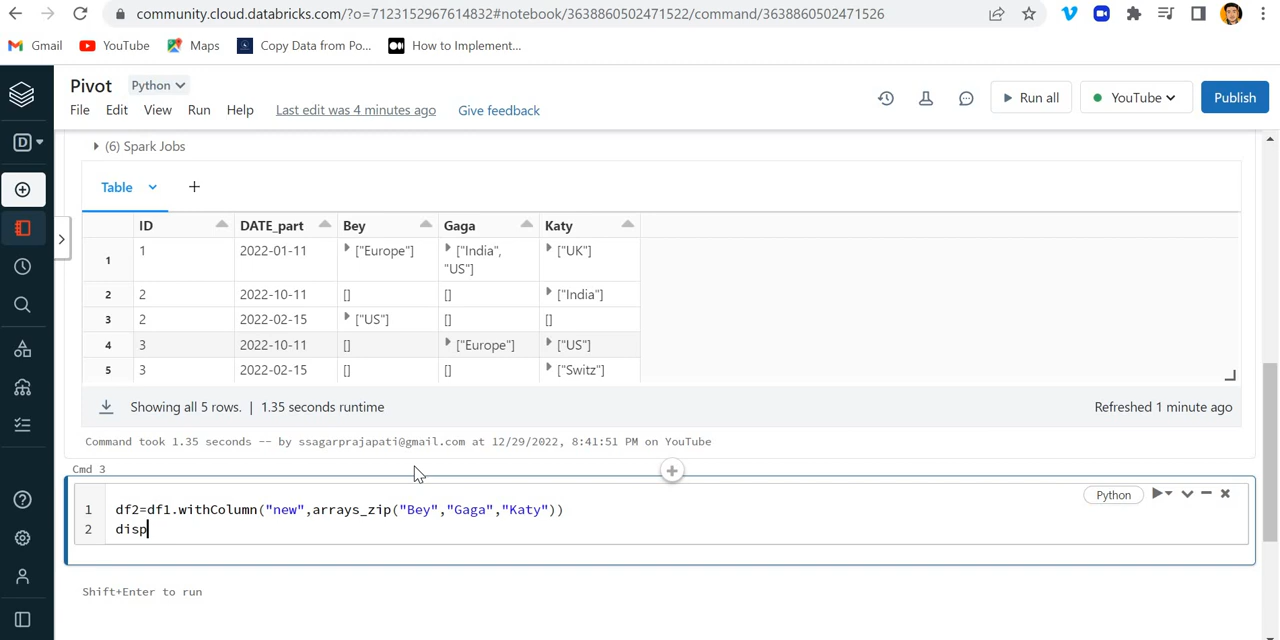 community.cloud.databricks.com/?o=7123152967614832#notebook/3638860502471522/command/3638860502471526
Gmail YouTube Maps Copy Data from Po... How to Implement...
Pivot Python
File Edit View Run Help Last edit was 4 minutes ago Give feedback
Run all YouTube Publish
D
(6) Spark Jobs
Table +
ID DATE_part Bey Gaga Katy
1 1 2022-01-11 ["Europe"] ["India", "US"] ["UK"]
2 2 2022-10-11 [] [] ["India"]
3 2 2022-02-15 ["US"] [] []
4 3 2022-10-11 [] ["Europe"] ["US"]
5 3 2022-02-15 [] [] ["Switz"]
Showing all 5 rows. | 1.35 seconds runtime Refreshed 1 minute ago
Command took 1.35 seconds -- by ssagarprajapati@gmail.com at 12/29/2022, 8:41:51 PM on YouTube
Cmd 3
Python
1 df2=df1.withColumn("new",arrays_zip("Bey","Gaga","Katy"))
2 disp
Shift+Enter to run